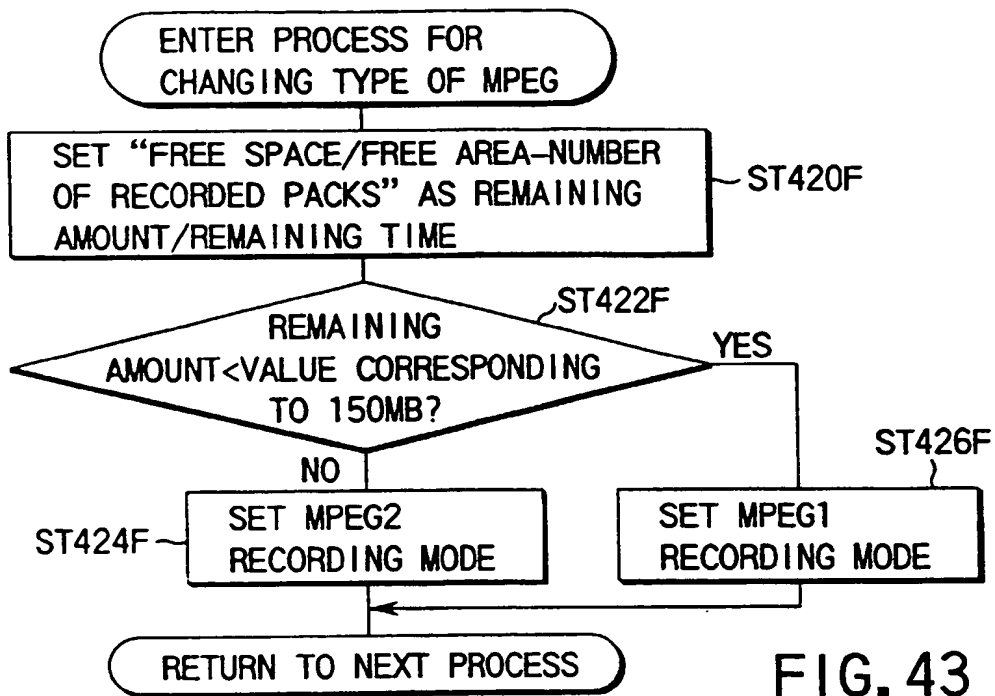 ENTER PROCESS FOR
CHANGING TYPE OF MPEG
SET “FREE SPACE/FREE AREA–NUMBER
OF RECORDED PACKS” AS REMAINING
AMOUNT/REMAINING TIME
ST420F
ST422F
REMAINING
AMOUNT<VALUE CORRESPONDING
TO 150MB?
YES
NO
ST426F
ST424F
SET MPEG2
RECORDING MODE
SET MPEG1
RECORDING MODE
RETURN TO NEXT PROCESS
FIG. 43